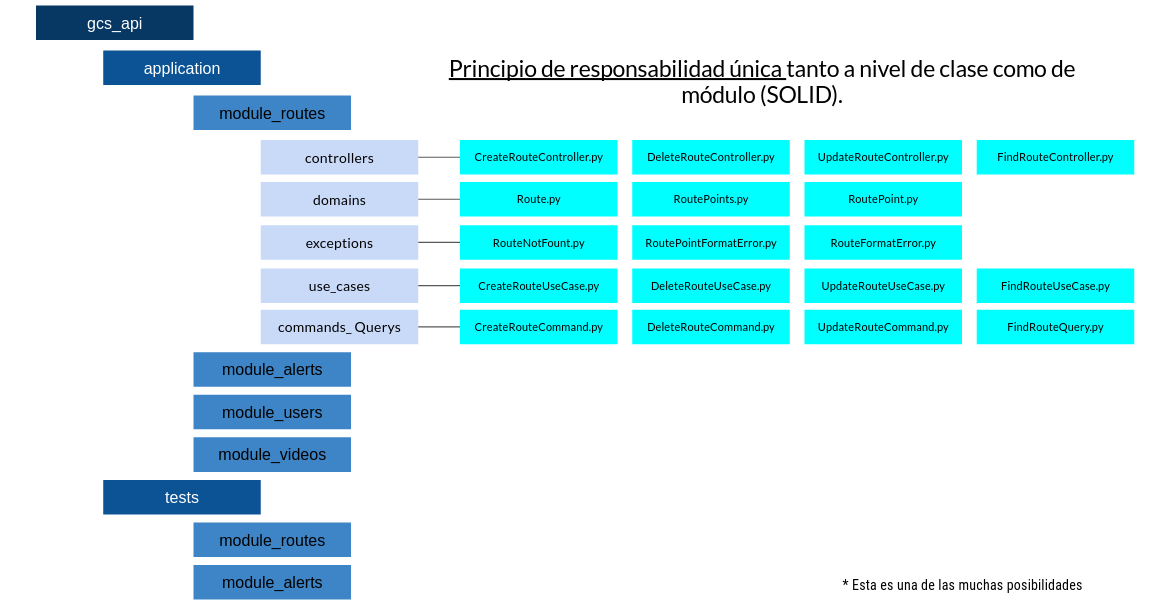 gcs_api
application
Principio de responsabilidad única tanto a nivel de clase como de
módulo (SOLID).
module_routes
controllers CreateRouteController.py DeleteRouteController.py UpdateRouteController.py FindRouteController.py
domains Route.py RoutePoints.py RoutePoint.py
exceptions RouteNotFount.py RoutePointFormatError.py RouteFormatError.py
use_cases CreateRouteUseCase.py DeleteRouteUseCase.py UpdateRouteUseCase.py FindRouteUseCase.py
commands_ Querys CreateRouteCommand.py DeleteRouteCommand.py UpdateRouteCommand.py FindRouteQuery.py
module_alerts
module_users
module_videos
tests
module_routes
module_alerts
* Esta es una de las muchas posibilidades